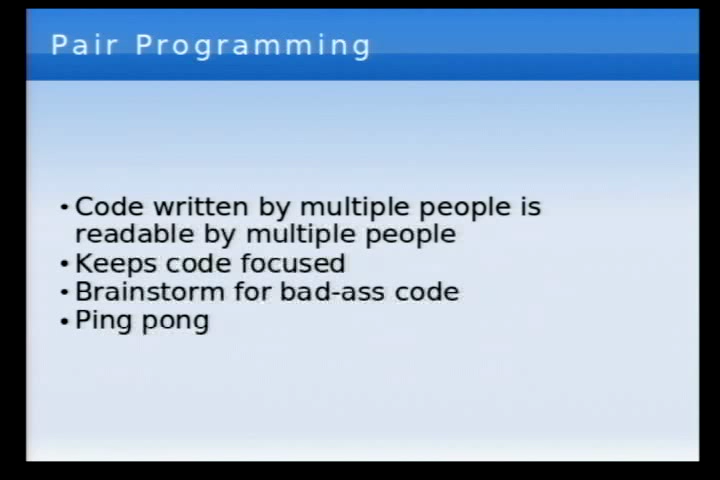 Pair Programming
• Code written by multiple people is
readable by multiple people
• Keeps code focused
• Brainstorm for bad-ass code
• Ping pong